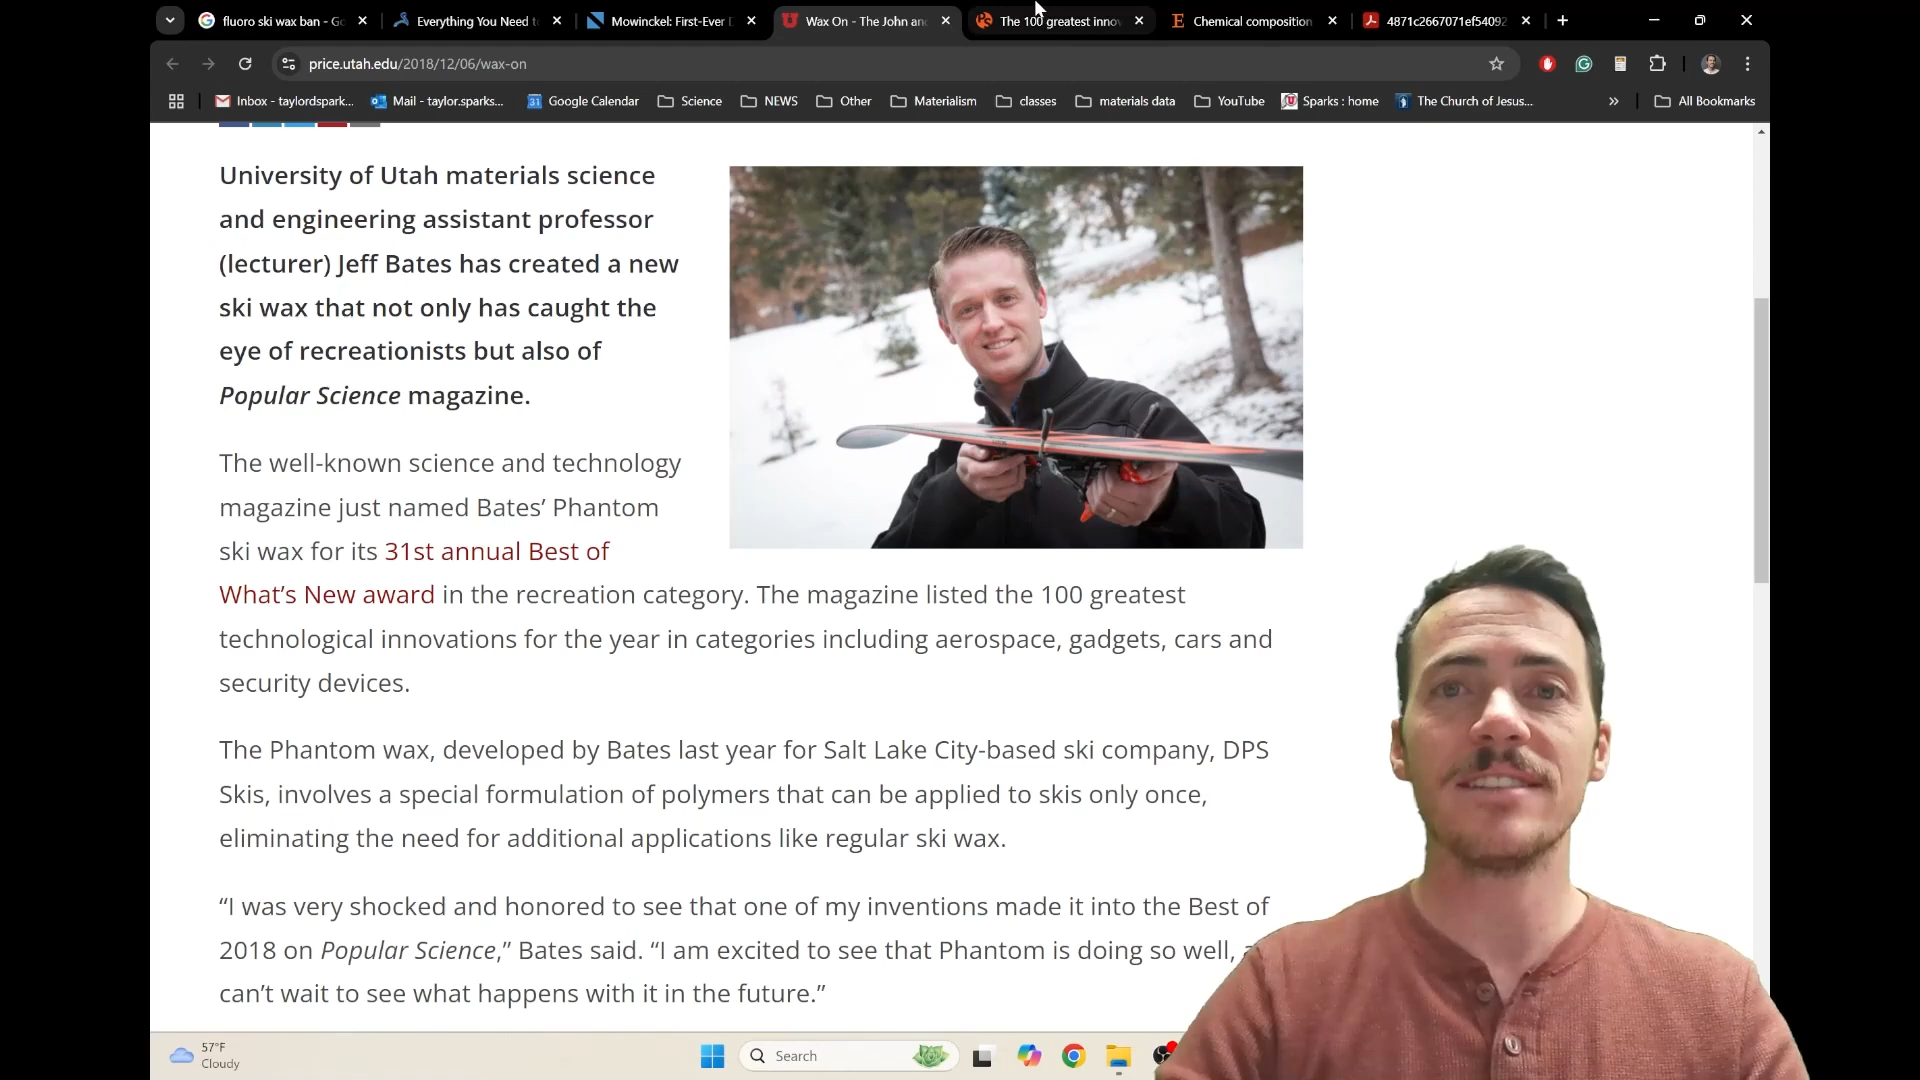 fluoro ski wax ban - Go
Everything You Need t
Mowinckel: First-Ever D
Wax On - The John an
The 100 greatest innov
Chemical composition
4871c2667071ef54092
price.utah.edu/2018/12/06/wax-on
Inbox - taylordspark...
Mail - taylor.sparks...
Google Calendar
Science
NEWS
Other
Materialism
classes
materials data
YouTube
Sparks : home
The Church of Jesus...
»
All Bookmarks
University of Utah materials science
and engineering assistant professor
(lecturer) Jeff Bates has created a new
ski wax that not only has caught the
eye of recreationists but also of
Popular Science magazine.
The well-known science and technology
magazine just named Bates’ Phantom
ski wax for its 31st annual Best of
What’s New award in the recreation category. The magazine listed the 100 greatest
technological innovations for the year in categories including aerospace, gadgets, cars and
security devices.
The Phantom wax, developed by Bates last year for Salt Lake City-based ski company, DPS
Skis, involves a special formulation of polymers that can be applied to skis only once,
eliminating the need for additional applications like regular ski wax.
“I was very shocked and honored to see that one of my inventions made it into the Best of
2018 on Popular Science,” Bates said. “I am excited to see that Phantom is doing so well,
can’t wait to see what happens with it in the future.”
57°F
Cloudy
Search